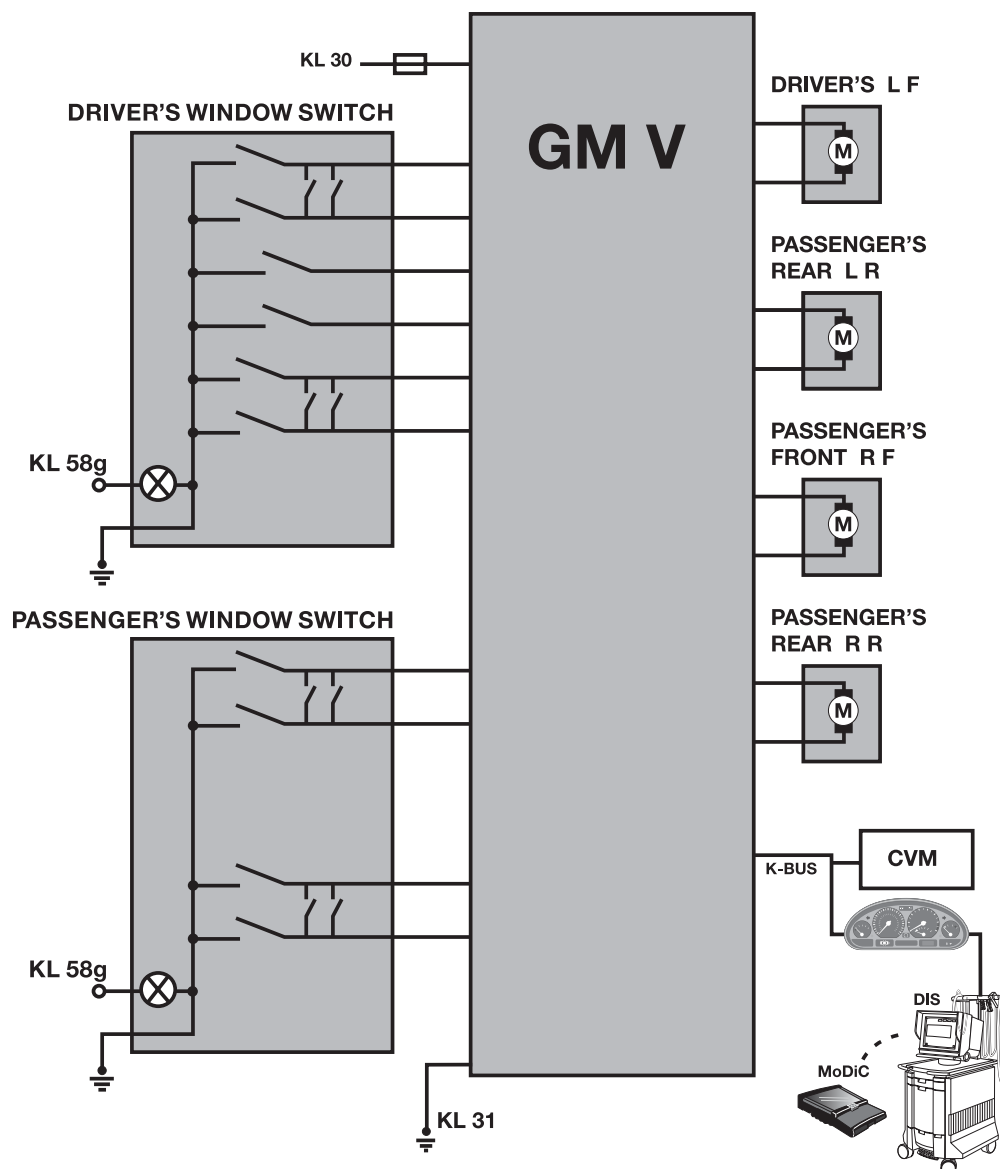 KL 30
DRIVER'S WINDOW SWITCH
GM V
DRIVER'S L F
M
PASSENGER'S
REAR L R
M
PASSENGER'S
FRONT R F
M
KL 58g
PASSENGER'S WINDOW SWITCH
PASSENGER'S
REAR R R
M
K-BUS
CVM
KL 58g
DIS
MoDiC
KL 31